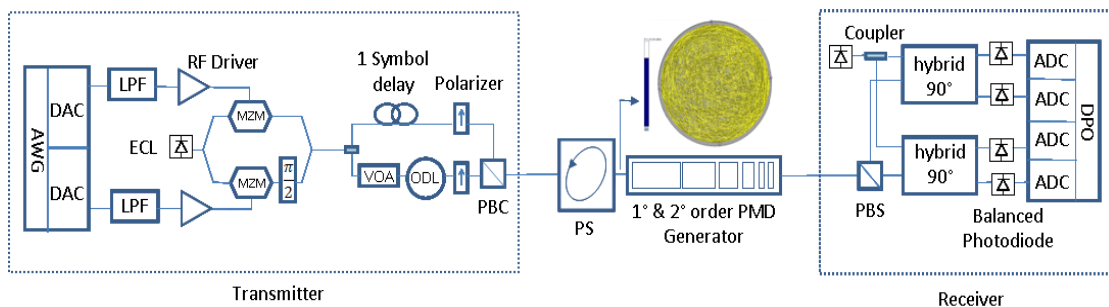 AWG
DAC
DAC
LPF
LPF
RF Driver
ECL
MZM
MZM
π
2
1 Symbol
delay
Polarizer
VOA
ODL
PBC
Transmitter
PS
1° & 2° order PMD
Generator
PBS
Coupler
hybrid
90°
hybrid
90°
Balanced
Photodiode
ADC
ADC
ADC
ADC
DPO
Receiver